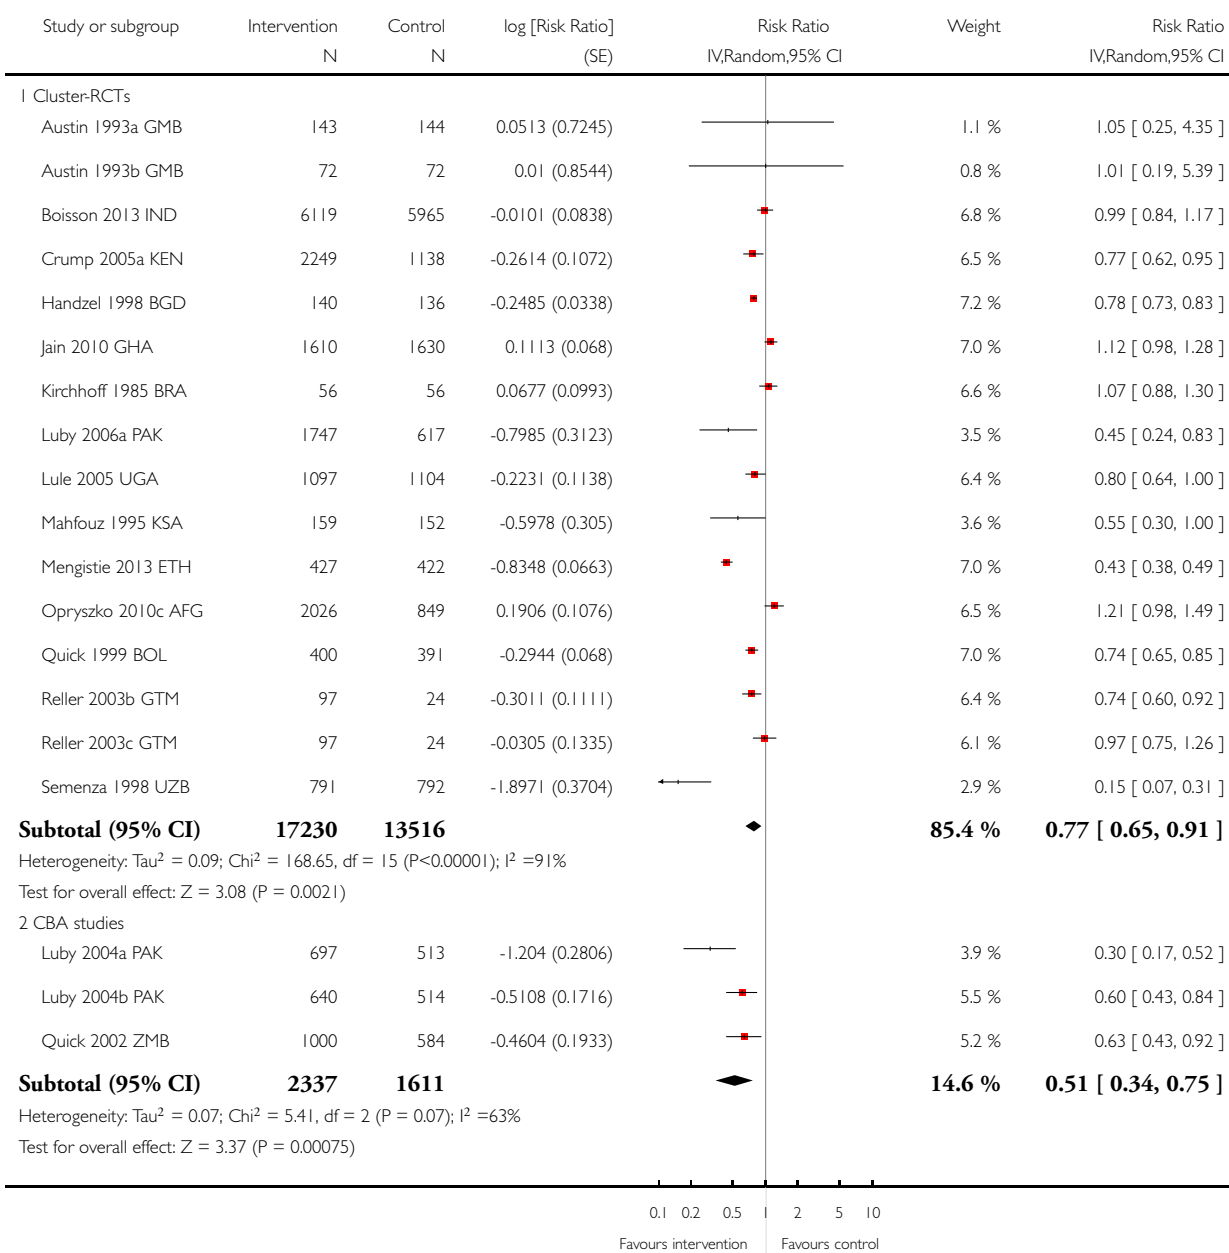 Study or subgroup Intervention Control log [Risk Ratio] Risk Ratio Weight Risk Ratio
N N (SE) IV,Random,95% CI IV,Random,95% CI
1 Cluster-RCTs
Austin 1993a GMB 143 144 0.0513 (0.7245) 1.1 % 1.05 [ 0.25, 4.35 ]
Austin 1993b GMB 72 72 0.01 (0.8544) 0.8 % 1.01 [ 0.19, 5.39 ]
Boisson 2013 IND 6119 5965 -0.0101 (0.0838) 6.8 % 0.99 [ 0.84, 1.17 ]
Crump 2005a KEN 2249 1138 -0.2614 (0.1072) 6.5 % 0.77 [ 0.62, 0.95 ]
Handzel 1998 BGD 140 136 -0.2485 (0.0338) 7.2 % 0.78 [ 0.73, 0.83 ]
Jain 2010 GHA 1610 1630 0.1113 (0.068) 7.0 % 1.12 [ 0.98, 1.28 ]
Kirchhoff 1985 BRA 56 56 0.0677 (0.0993) 6.6 % 1.07 [ 0.88, 1.30 ]
Luby 2006a PAK 1747 617 -0.7985 (0.3123) 3.5 % 0.45 [ 0.24, 0.83 ]
Lule 2005 UGA 1097 1104 -0.2231 (0.1138) 6.4 % 0.80 [ 0.64, 1.00 ]
Mahfouz 1995 KSA 159 152 -0.5978 (0.305) 3.6 % 0.55 [ 0.30, 1.00 ]
Mengistie 2013 ETH 427 422 -0.8348 (0.0663) 7.0 % 0.43 [ 0.38, 0.49 ]
Opryszko 2010c AFG 2026 849 0.1906 (0.1076) 6.5 % 1.21 [ 0.98, 1.49 ]
Quick 1999 BOL 400 391 -0.2944 (0.068) 7.0 % 0.74 [ 0.65, 0.85 ]
Reller 2003b GTM 97 24 -0.3011 (0.1111) 6.4 % 0.74 [ 0.60, 0.92 ]
Reller 2003c GTM 97 24 -0.0305 (0.1335) 6.1 % 0.97 [ 0.75, 1.26 ]
Semenza 1998 UZB 791 792 -1.8971 (0.3704) 2.9 % 0.15 [ 0.07, 0.31 ]
Subtotal (95% CI) 17230 13516 85.4 % 0.77 [ 0.65, 0.91 ]
Heterogeneity: Tau² = 0.09; Chi² = 168.65, df = 15 (P<0.00001); I² =91%
Test for overall effect: Z = 3.08 (P = 0.0021)
2 CBA studies
Luby 2004a PAK 697 513 -1.204 (0.2806) 3.9 % 0.30 [ 0.17, 0.52 ]
Luby 2004b PAK 640 514 -0.5108 (0.1716) 5.5 % 0.60 [ 0.43, 0.84 ]
Quick 2002 ZMB 1000 584 -0.4604 (0.1933) 5.2 % 0.63 [ 0.43, 0.92 ]
Subtotal (95% CI) 2337 1611 14.6 % 0.51 [ 0.34, 0.75 ]
Heterogeneity: Tau² = 0.07; Chi² = 5.41, df = 2 (P = 0.07); I² =63%
Test for overall effect: Z = 3.37 (P = 0.00075)
0.1 0.2 0.5 1 2 5 10
Favours intervention Favours control